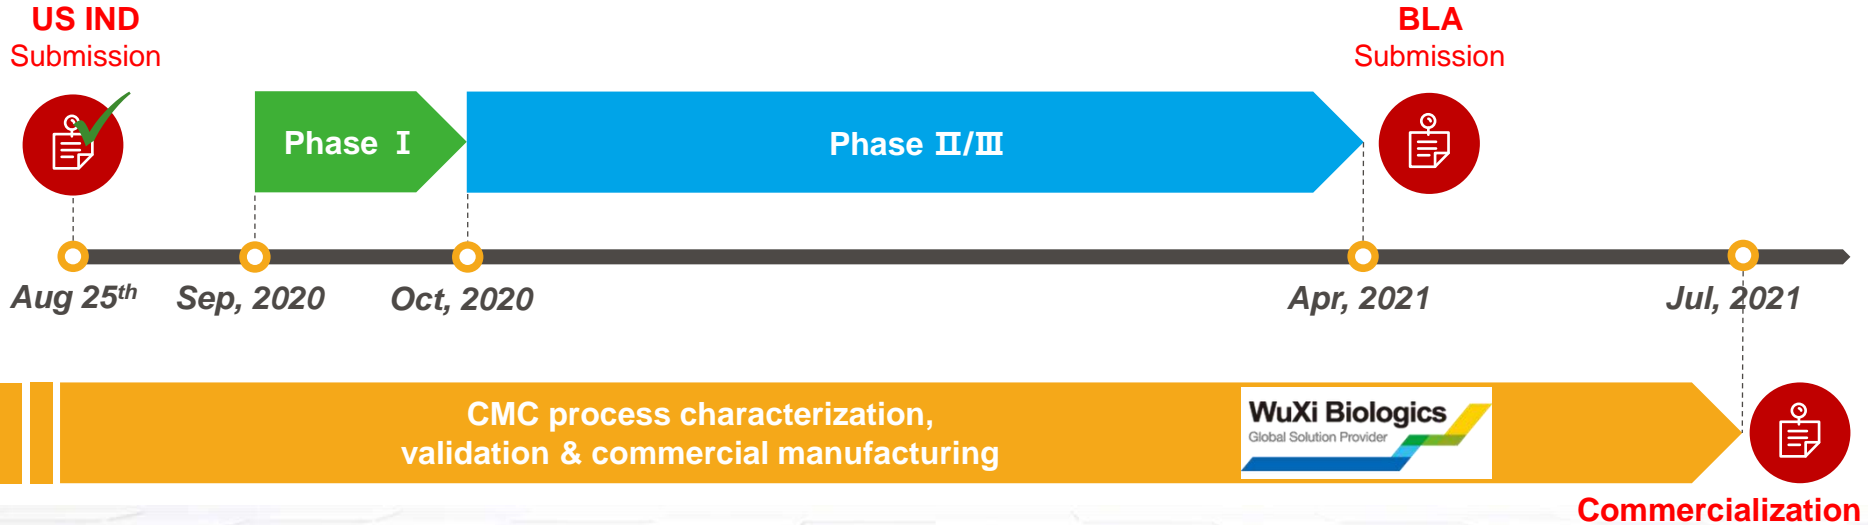 US IND
Submission
BLA
Submission
Phase Ⅰ
Phase Ⅱ/Ⅲ
Aug 25th
Sep, 2020
Oct, 2020
Apr, 2021
Jul, 2021
CMC process characterization,
validation & commercial manufacturing
WuXi Biologics
Global Solution Provider
Commercialization